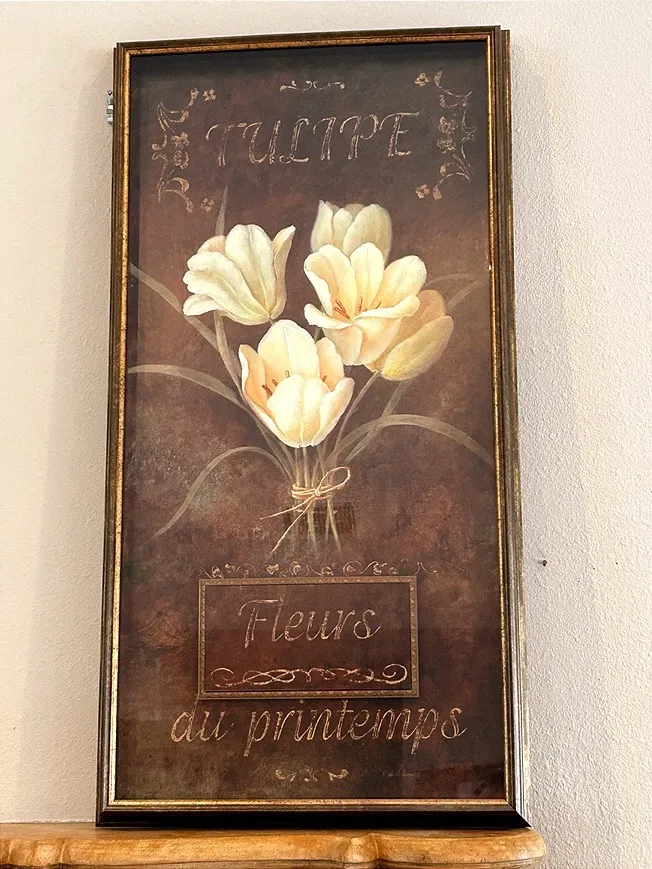 TULIPE
Fleurs
du printemps